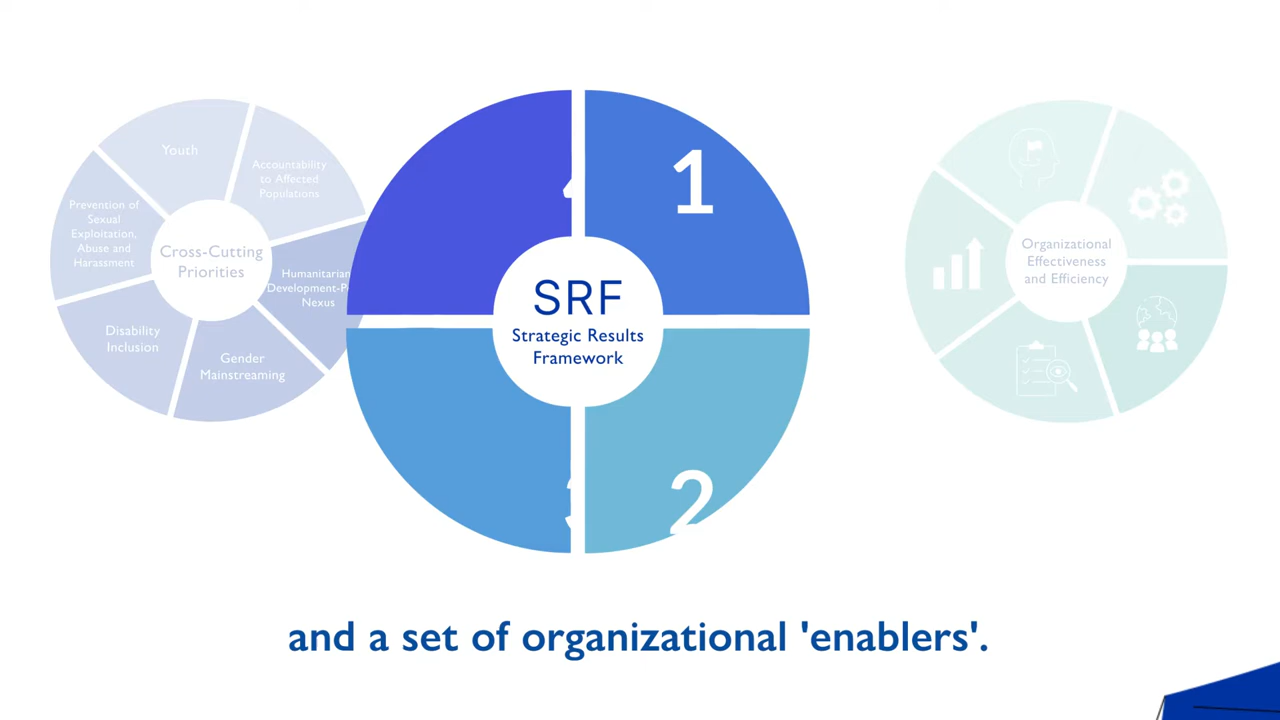 Youth
Accountability
to Affected
Populations
Prevention of
Sexual
Exploitation,
Abuse and
Harassment
Cross-Cutting
Priorities
Humanitarian
Nexus
Disability
Inclusion
Gender
Mainstreaming
1
2
SRF
Strategic Results
Framework
Organizational
Effectiveness
and Efficiency
and a set of organizational 'enablers'.